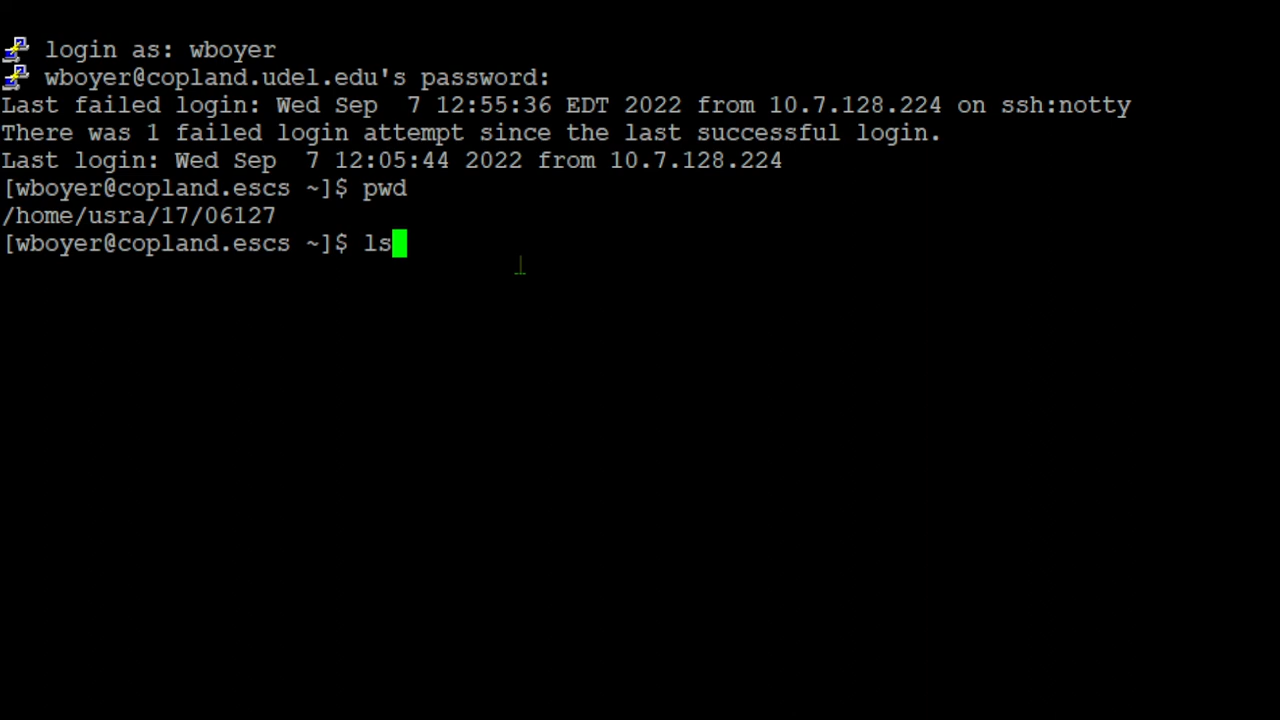 login as: wboyer
wboyer@copland.udel.edu's password:
Last failed login: Wed Sep  7 12:55:36 EDT 2022 from 10.7.128.224 on ssh:notty
There was 1 failed login attempt since the last successful login.
Last login: Wed Sep  7 12:05:44 2022 from 10.7.128.224
[wboyer@copland.escs ~]$ pwd
/home/usra/17/06127
[wboyer@copland.escs ~]$ ls